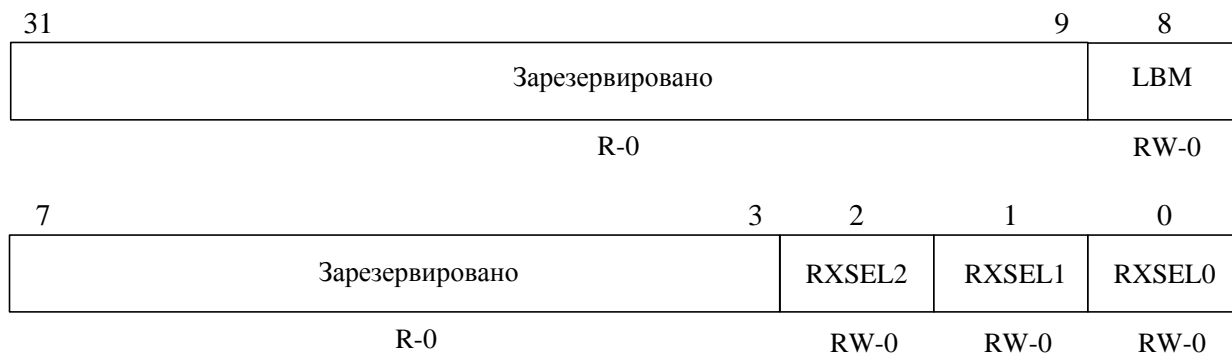 31 9 8
Зарезервировано LBM
R-0 RW-0
7 3 2 1 0
Зарезервировано RXSEL2 RXSEL1 RXSEL0
R-0 RW-0 RW-0 RW-0